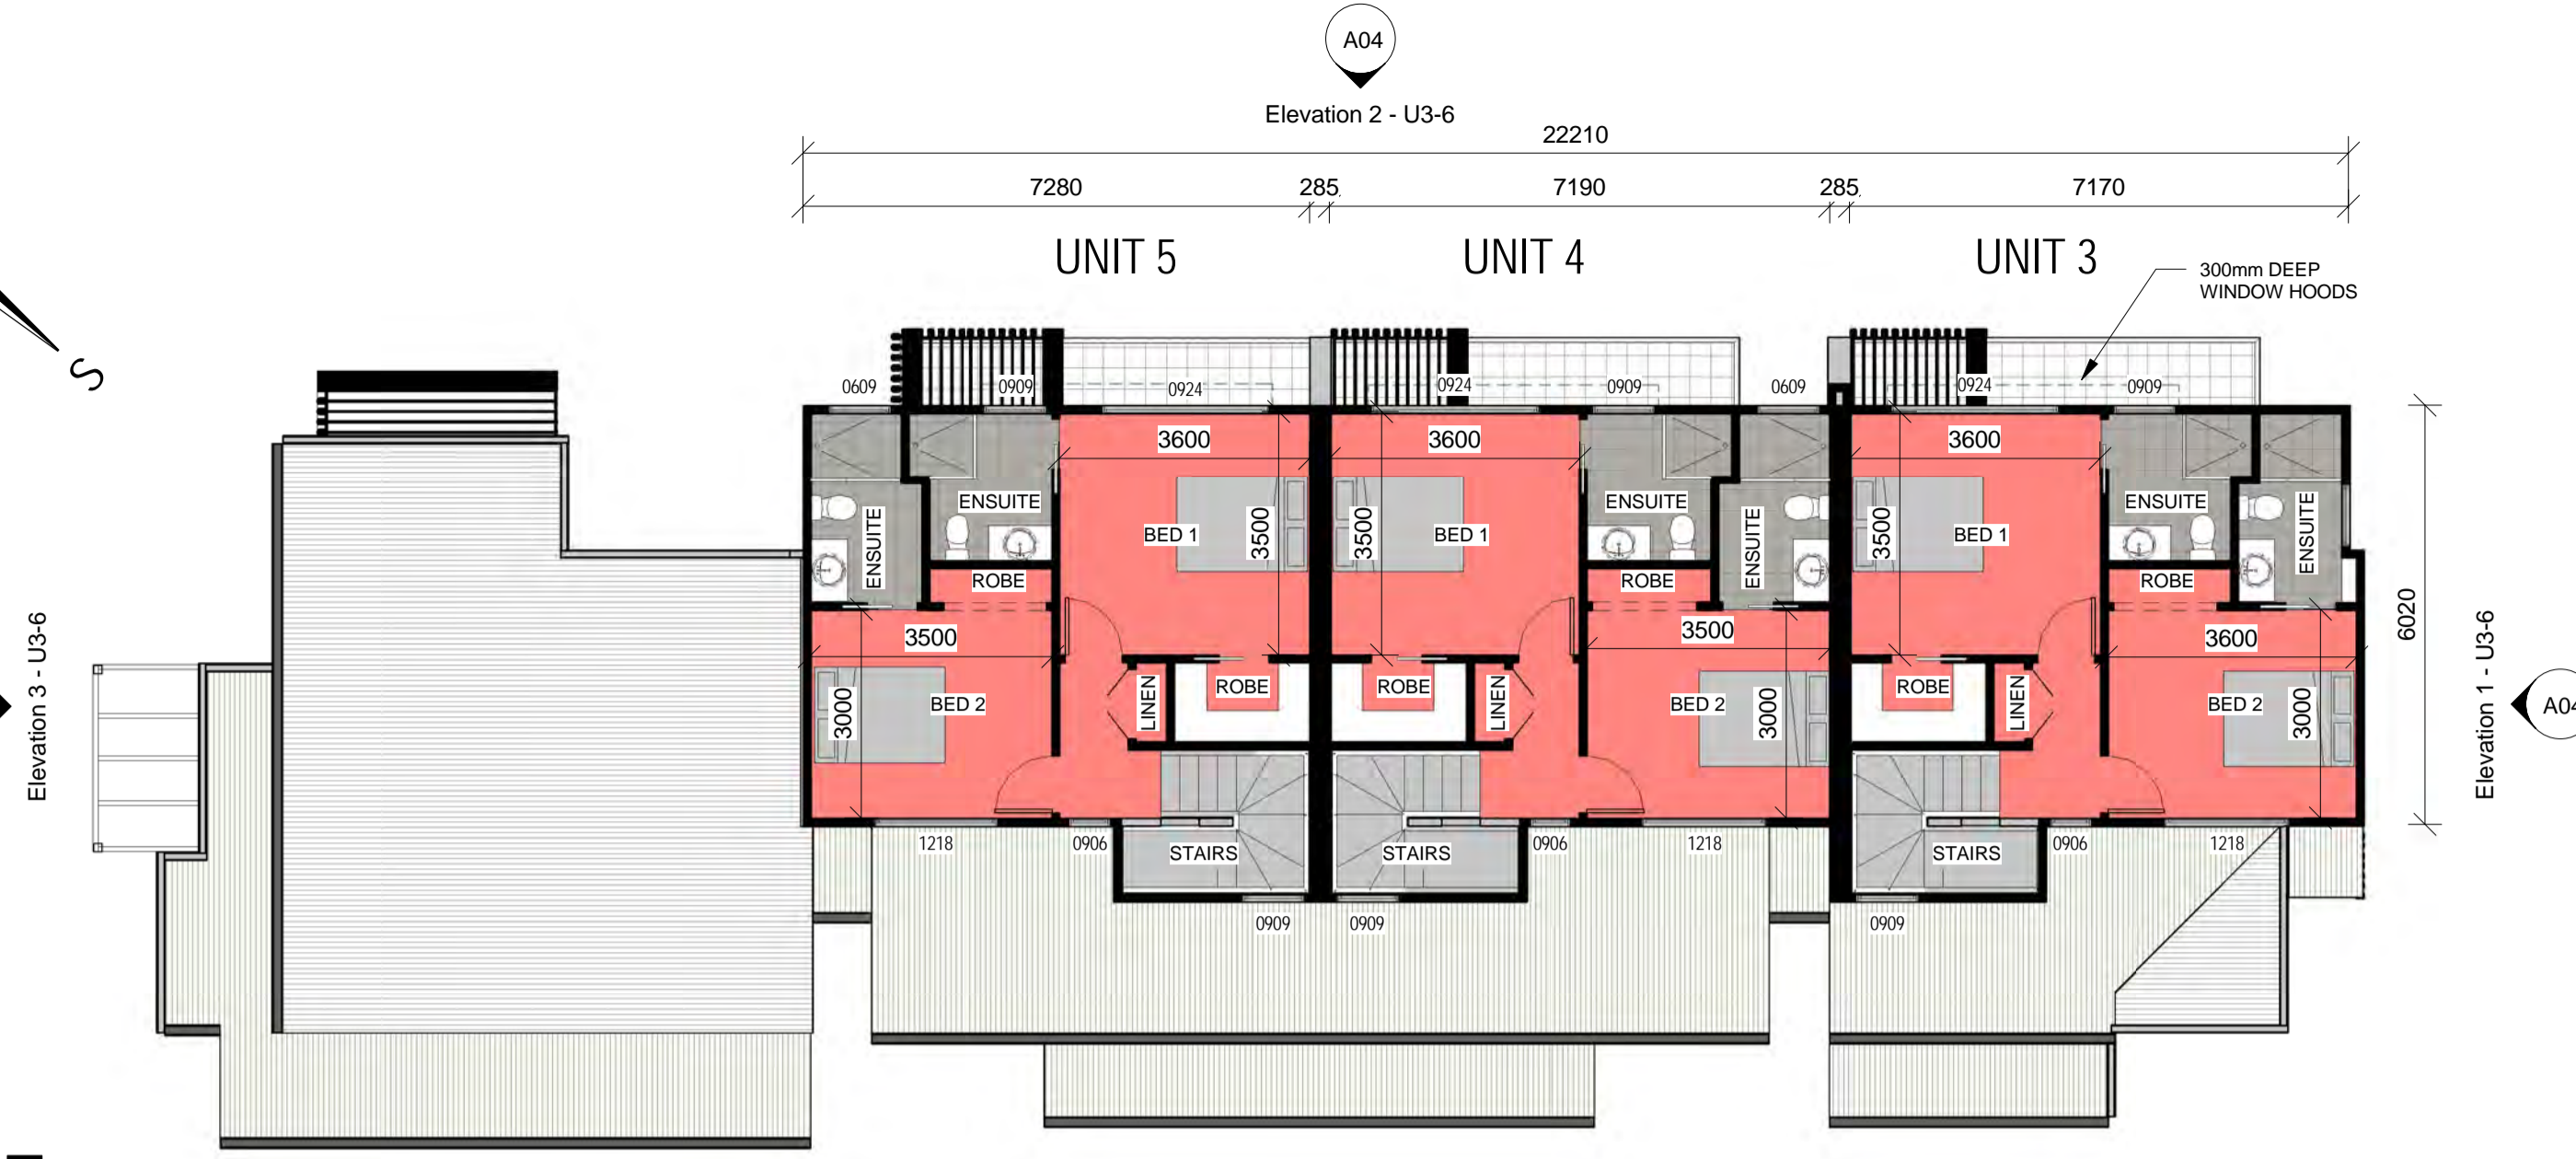 A04
Elevation 2 - U3-6
22210
7280
285
7190
285
7170
UNIT 5
UNIT 4
UNIT 3
300mm DEEP
WINDOW HOODS
S
0609
0909
0924
0924
0909
0609
0924
0909
3600
3600
3600
ENSUITE
ENSUITE
BED 1
3500
3500
BED 1
ENSUITE
ENSUITE
3500
BED 1
ENSUITE
ENSUITE
ROBE
ROBE
ROBE
6020
3500
3500
3600
Elevation 3 - U3-6
3000
BED 2
LINEN
ROBE
ROBE
LINEN
BED 2
3000
ROBE
LINEN
BED 2
3000
Elevation 1 - U3-6
A04
1218
0906
STAIRS
STAIRS
0906
1218
STAIRS
0906
1218
0909
0909
0909